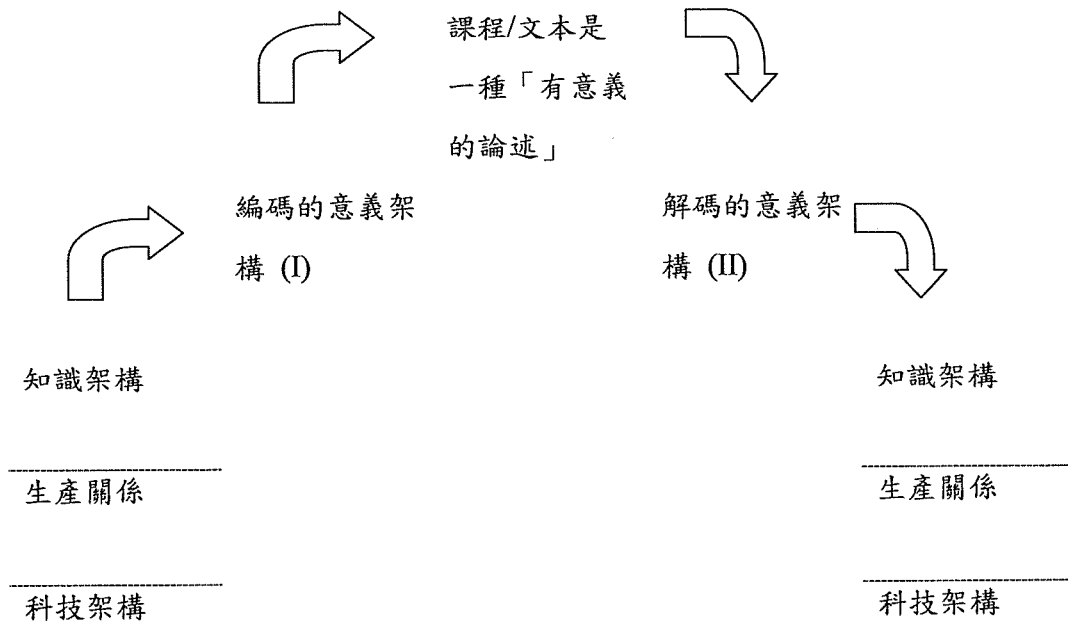 課程/文本是
一種「有意義
的論述」
編碼的意義架
構 (I)
解碼的意義架
構 (II)
知識架構
生產關係
科技架構
知識架構
生產關係
科技架構